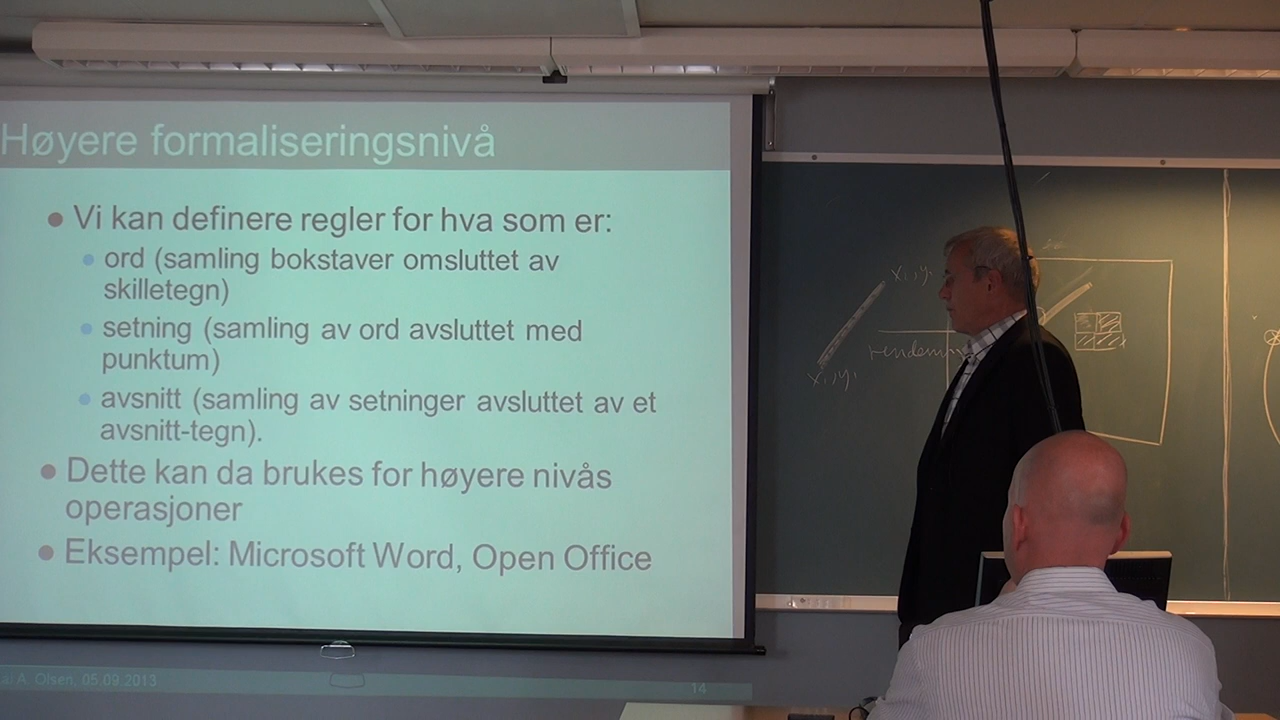 Høyere formaliseringsnivå
Vi kan definere regler for hva som er:
ord (samling bokstaver omsluttet av
skilletegn)
setning (samling av ord avsluttet med
punktum)
avsnitt (samling av setninger avsluttet av et
avsnitt-tegn).
Dette kan da brukes for høyere nivås
operasjoner
Eksempel: Microsoft Word, Open Office
A. Olsen, 05.09.2013
14
x₁,y₁